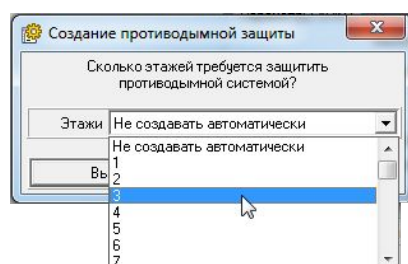 Создание противодымной защиты
Сколько этажей требуется защитить
противодымной системой?
Этажи Не создавать автоматически
Не создавать автоматически
1
Вы
2
3
4
5
6
7